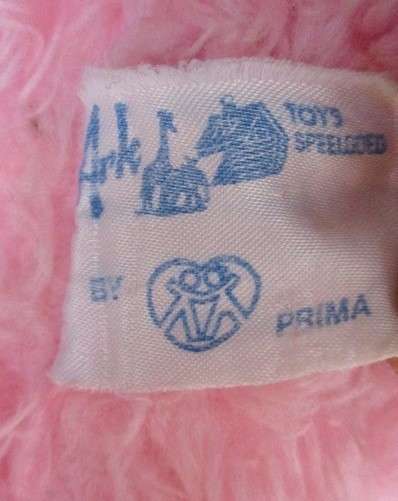 Ark
TOYS
SPEELGOED
BY PRIMA